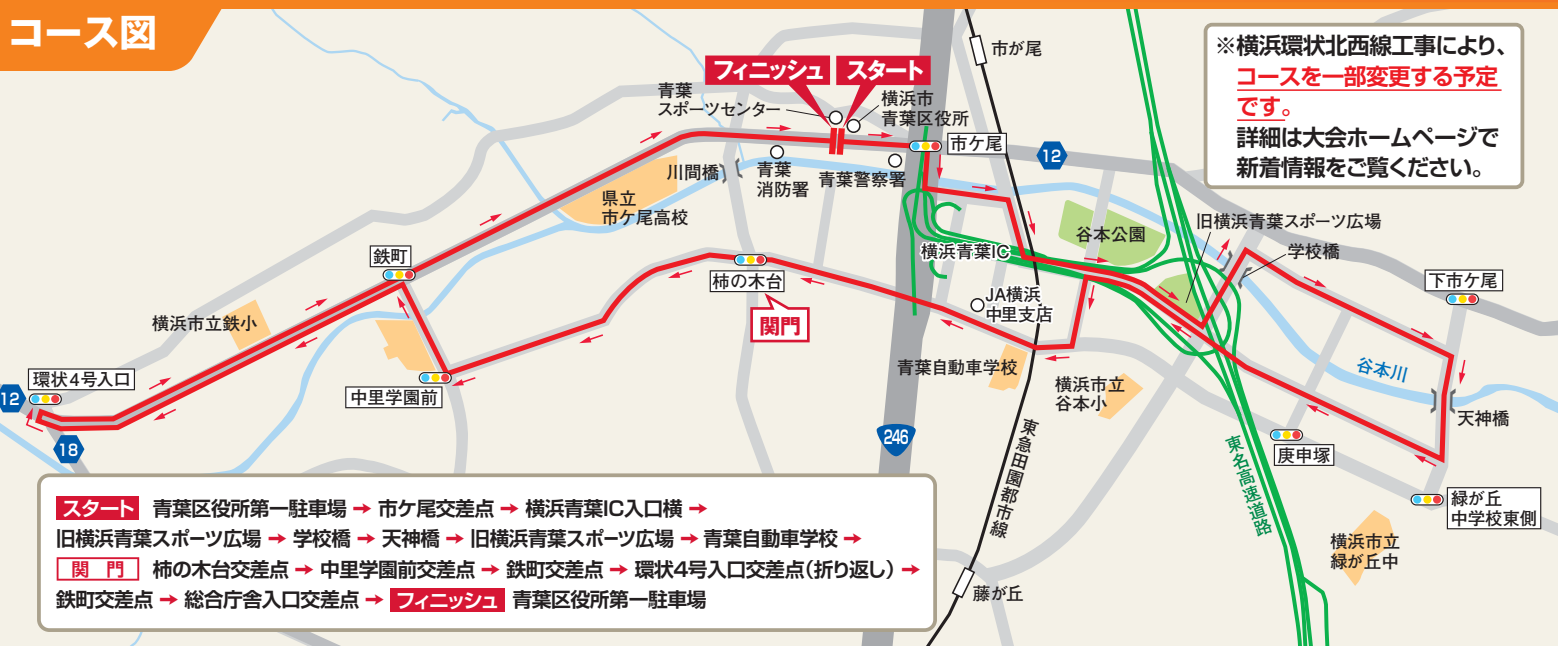 コース図
※横浜環状北西線工事により、
コースを一部変更する予定
です。
詳細は大会ホームページで
新着情報をご覧ください。
市が尾
フィニッシュ
スタート
青葉
スポーツセンター
横浜市
青葉区役所
市ケ尾
12
川間橋
青葉
消防署
青葉警察署
県立
市ケ尾高校
旧横浜青葉スポーツ広場
谷本公園
学校橋
横浜青葉IC
鉄町
柿の木台
関門
JA横浜
中里支店
下市ケ尾
横浜市立鉄小
青葉自動車学校
谷本川
環状4号入口
12
中里学園前
横浜市立
谷本小
天神橋
18
246
東急田園都市線
東名高速道路
庚申塚
緑が丘
中学校東側
横浜市立
緑が丘中
藤が丘
スタート 青葉区役所第一駐車場 → 市ケ尾交差点 → 横浜青葉IC入口横 →
旧横浜青葉スポーツ広場 → 学校橋 → 天神橋 → 旧横浜青葉スポーツ広場 → 青葉自動車学校 →
関 門 柿の木台交差点 → 中里学園前交差点 → 鉄町交差点 → 環状4号入口交差点(折り返し) →
鉄町交差点 → 総合庁舎入口交差点 → フィニッシュ 青葉区役所第一駐車場